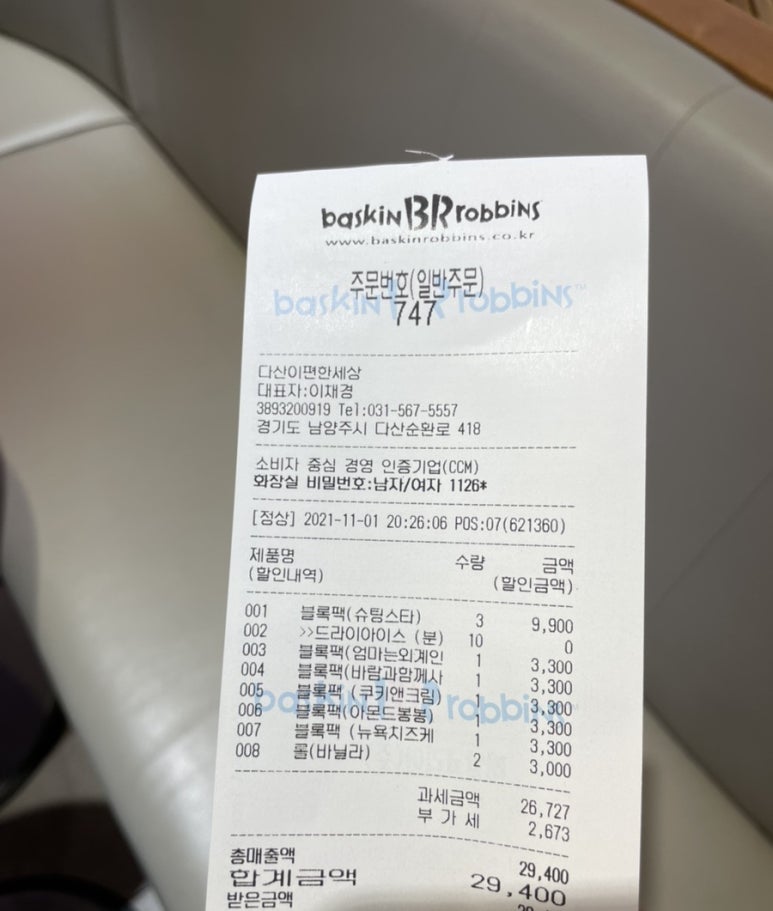 baskin BR robbins
www.baskinrobbins.co.kr
주문번호(일반주문)
baskin robbins™
747
다산이편한세상
대표자:이재경
3893200919 Tel:031-567-5557
경기도 남양주시 다산순환로 418
소비자 중심 경영 인증기업(CCM)
화장실 비밀번호:남자/여자 1126*
[정상] 2021-11-01 20:26:06 POS:07(621360)
제품명 수량 금액
(할인내역) (할인금액)
001 블록팩(슈팅스타) 3 9,900
002 >>드라이아이스 (분) 10 0
003 블록팩(엄마는외계인 1 3,300
004 블록팩(바람과함께사 1 3,300
005 블록팩 (쿠키앤크림) 1 3,300
006 블록팩(아몬드봉봉) 3,300
007 블록팩 (뉴욕치즈케 1 3,300
008 롤(바닐라) 2 3,000
baskin robbins
과세금액 26,727
부 가 세 2,673
총매출액 29,400
합계금액 29,400
받은금액